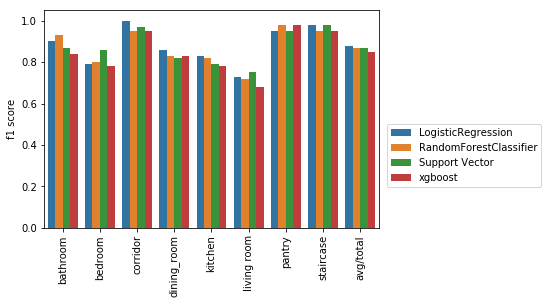 1.0
0.8
0.6
0.4
0.2
0.0
f1 score
bathroom
bedroom
corridor
dining_room
kitchen
living room
pantry
staircase
avg/total
LogisticRegression
RandomForestClassifier
Support Vector
xgboost